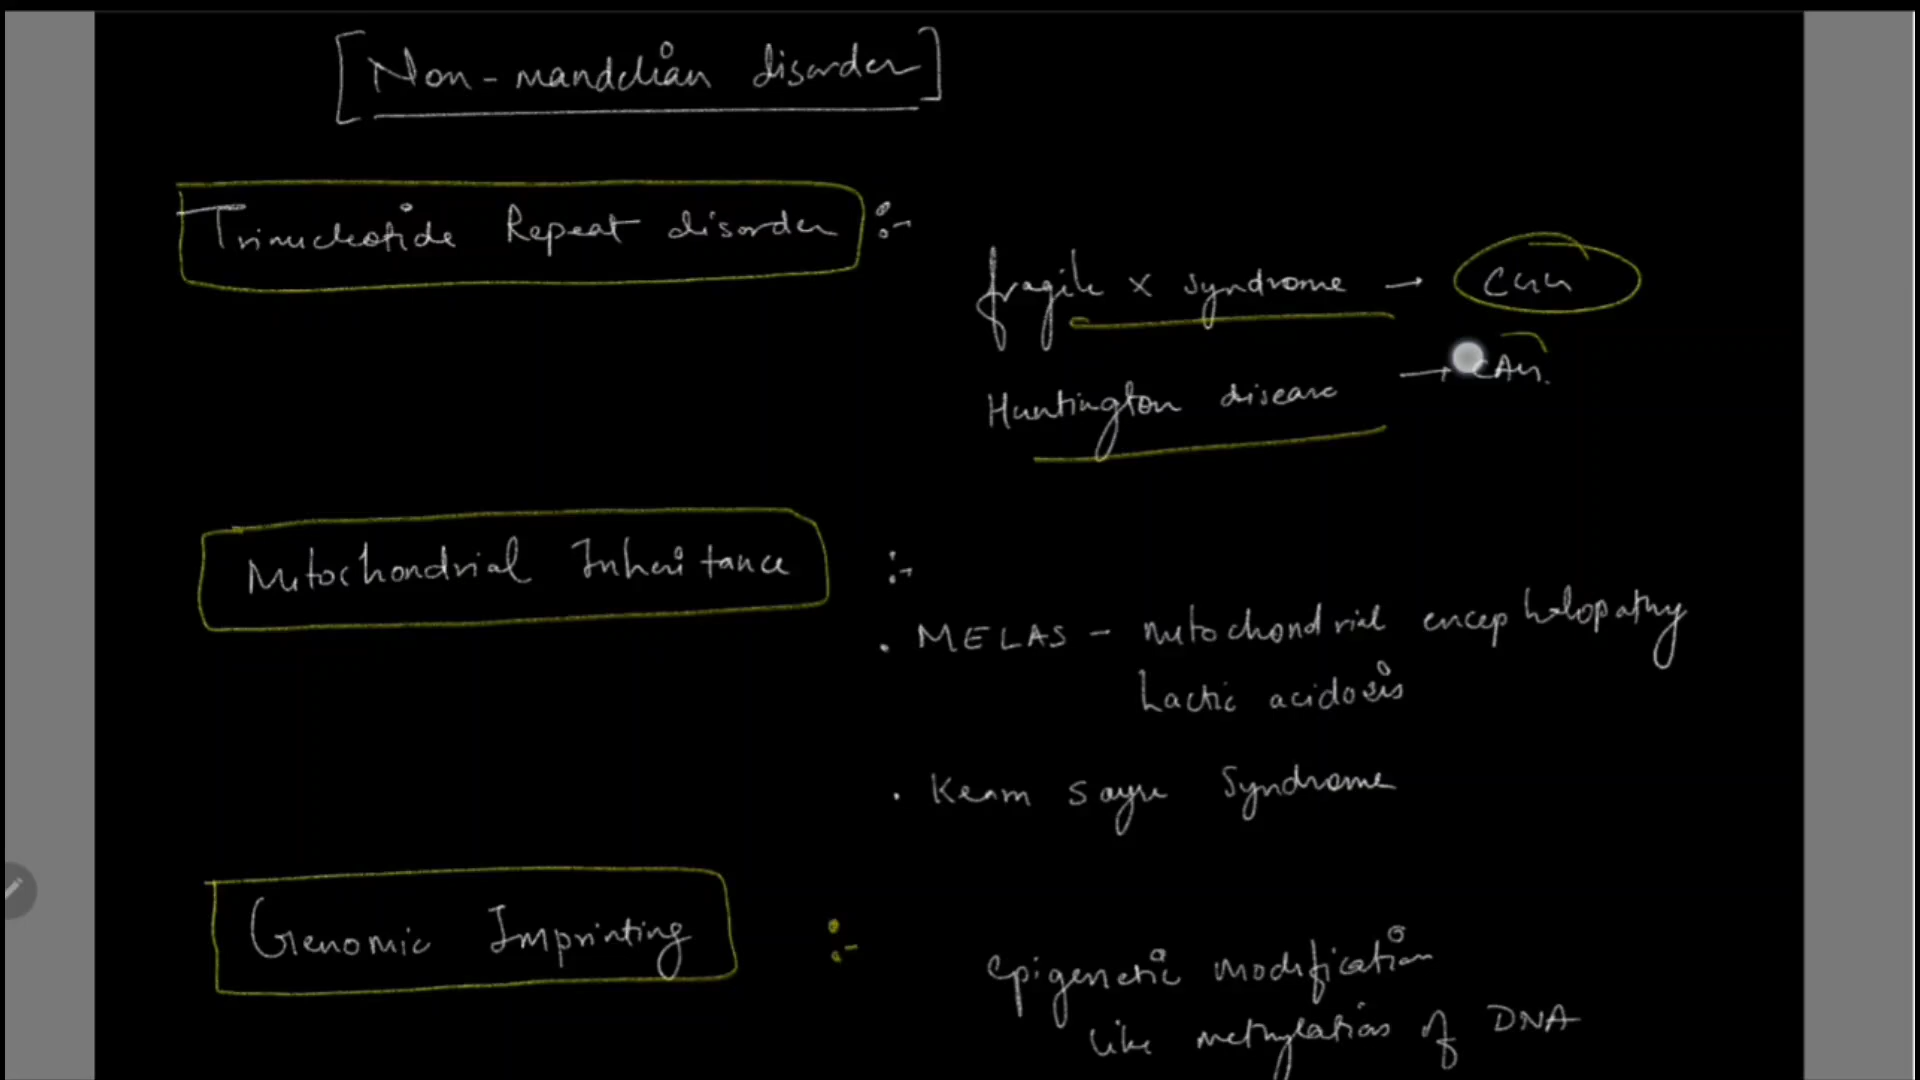 [Non-mandelian disorder]
Trinucleotide Repeat disorder :-
fragile x syndrome → CGG
Huntington disease → CAG.
Mitochondrial Inheritance :-
• MELAS - mitochondrial encephalopathy
Lactic acidosis
• Kearn Sayre Syndrome
Genomic Imprinting :-
epigenetic modification
like methylation of DNA